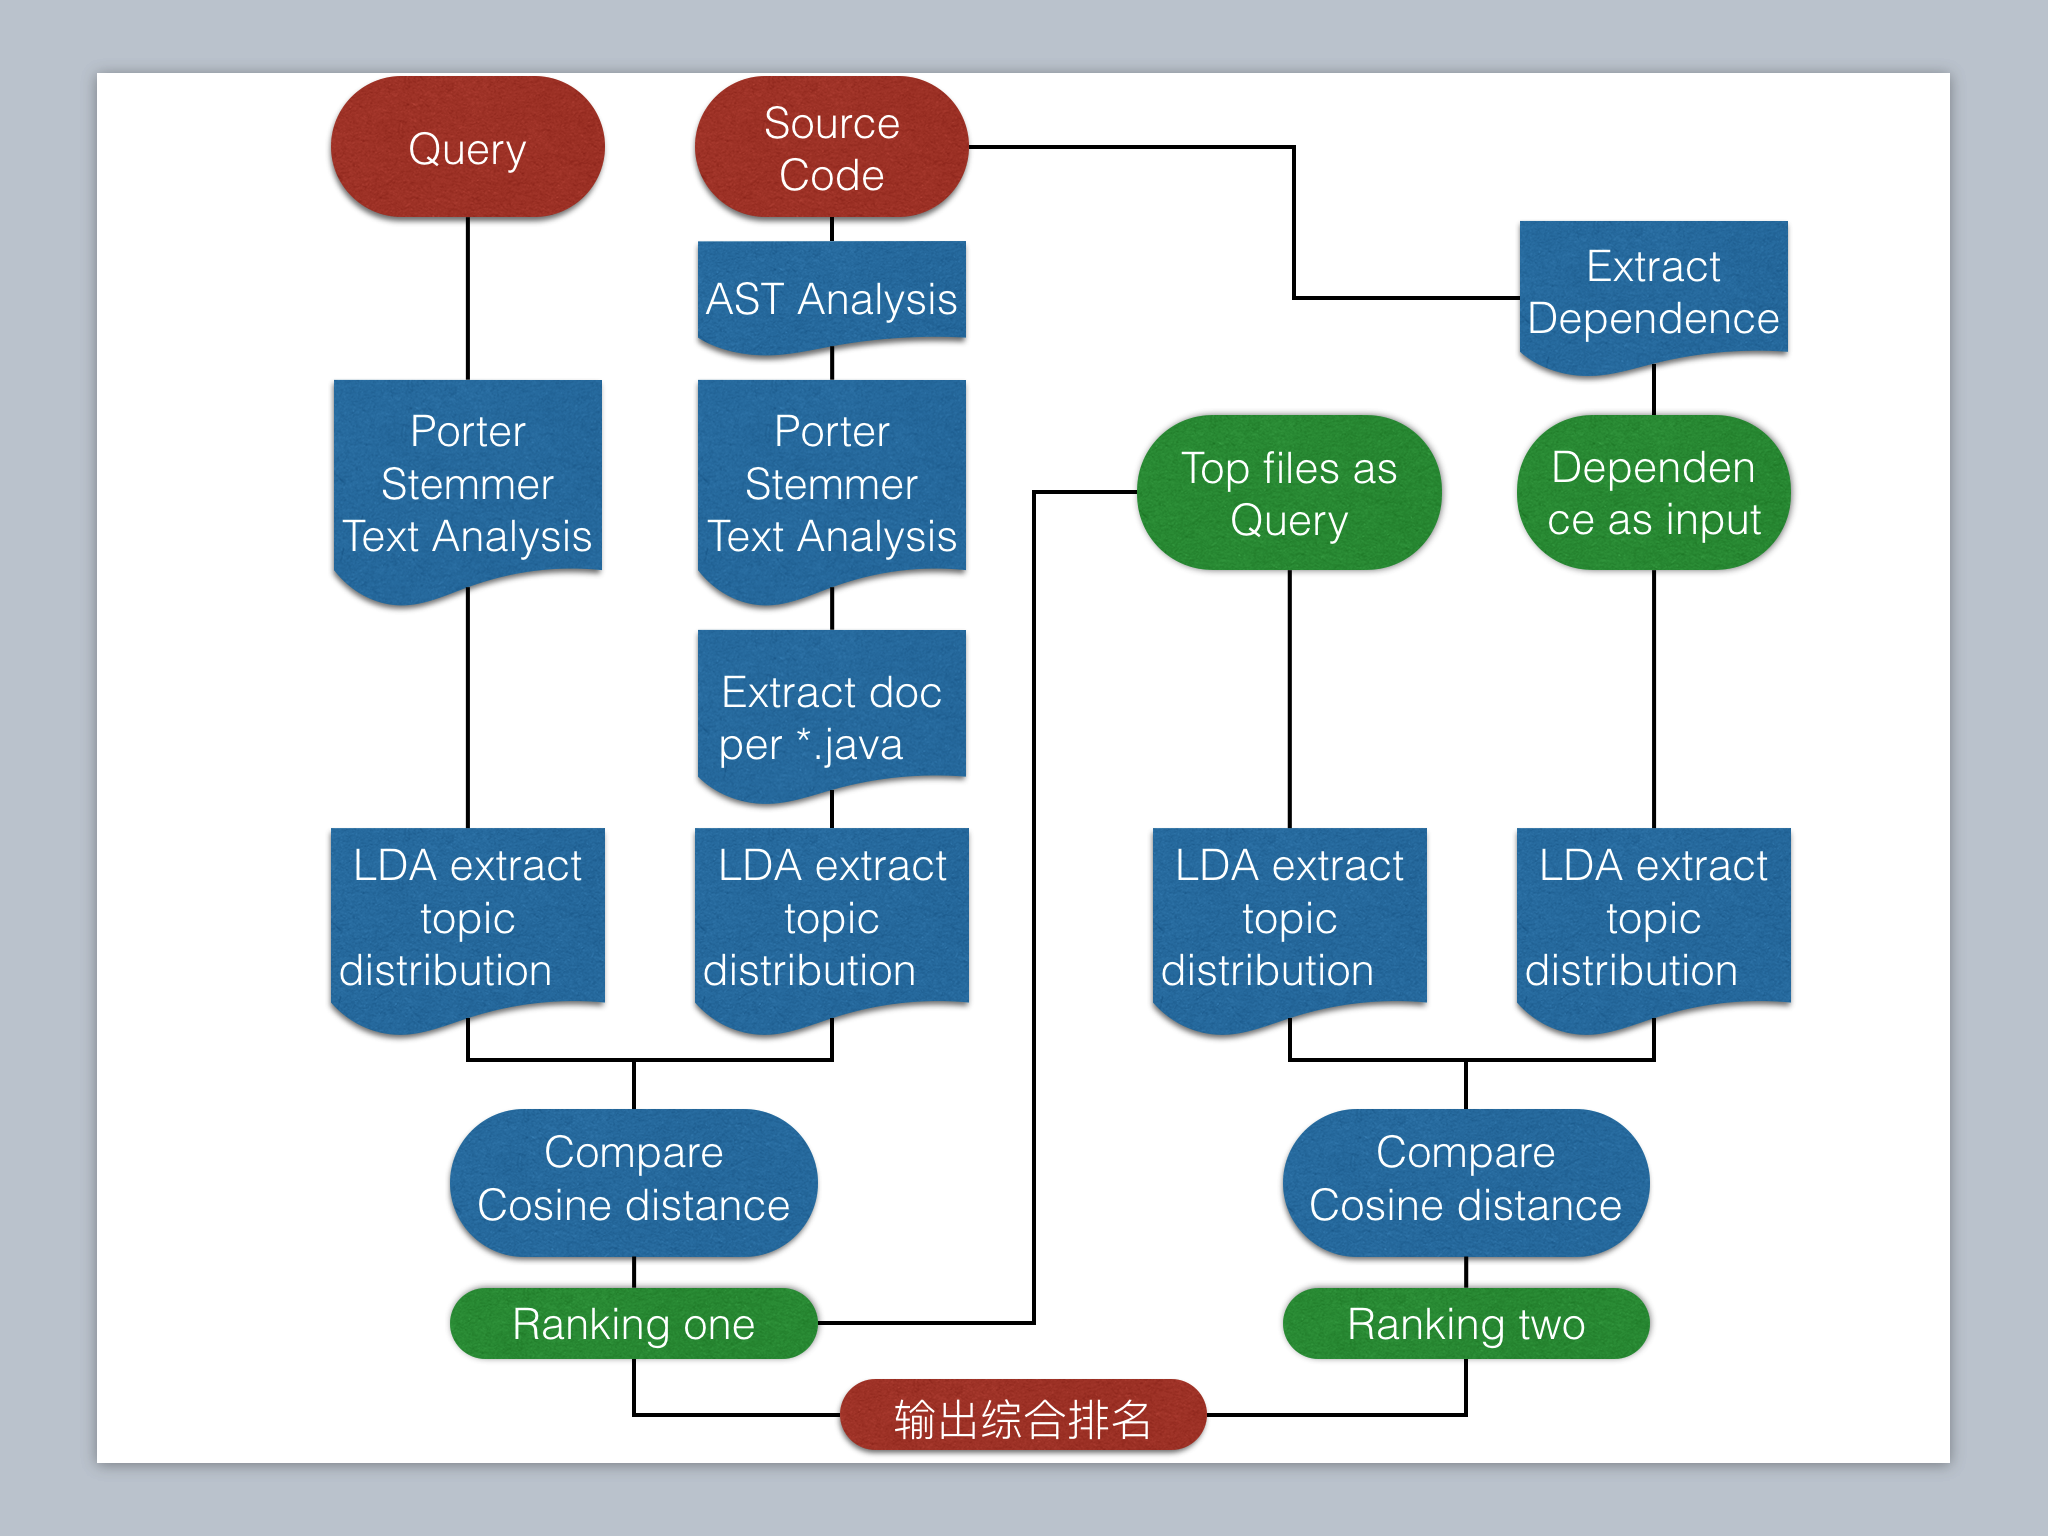 Query
Source
Code
AST Analysis
Extract
Dependence
Porter
Stemmer
Text Analysis
Porter
Stemmer
Text Analysis
Top files as
Query
Dependen
ce as input
Extract doc
per *.java
LDA extract
topic
distribution
LDA extract
topic
distribution
LDA extract
topic
distribution
LDA extract
topic
distribution
Compare
Cosine distance
Compare
Cosine distance
Ranking one
Ranking two
输出综合排名